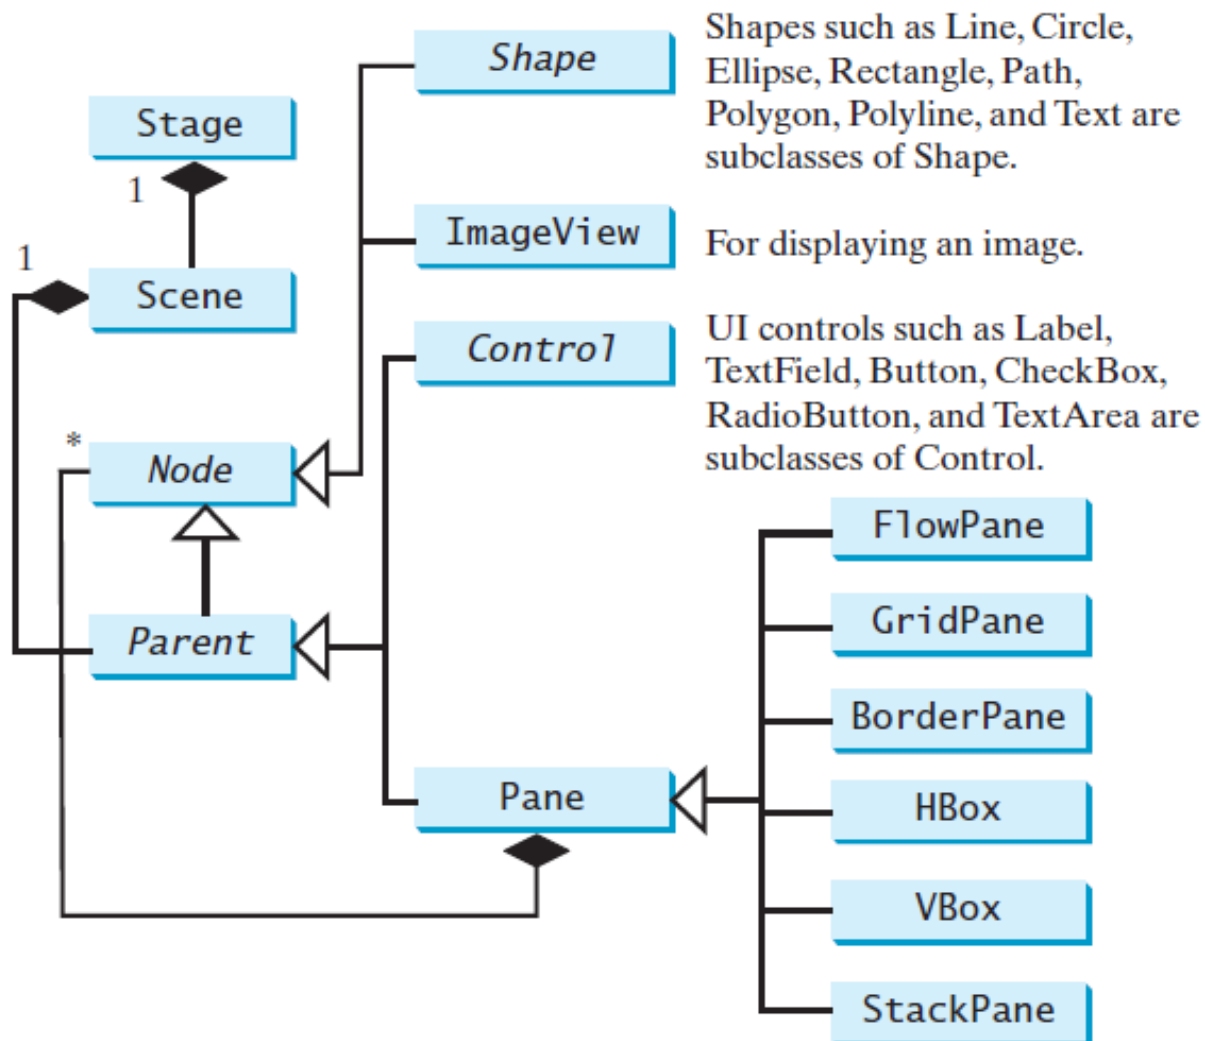 Shape
Shapes such as Line, Circle,
Ellipse, Rectangle, Path,
Polygon, Polyline, and Text are
subclasses of Shape.
Stage
1
ImageView
For displaying an image.
1
Scene
Control
UI controls such as Label,
TextField, Button, CheckBox,
RadioButton, and TextArea are
subclasses of Control.
*
Node
FlowPane
GridPane
Parent
BorderPane
Pane
HBox
VBox
StackPane